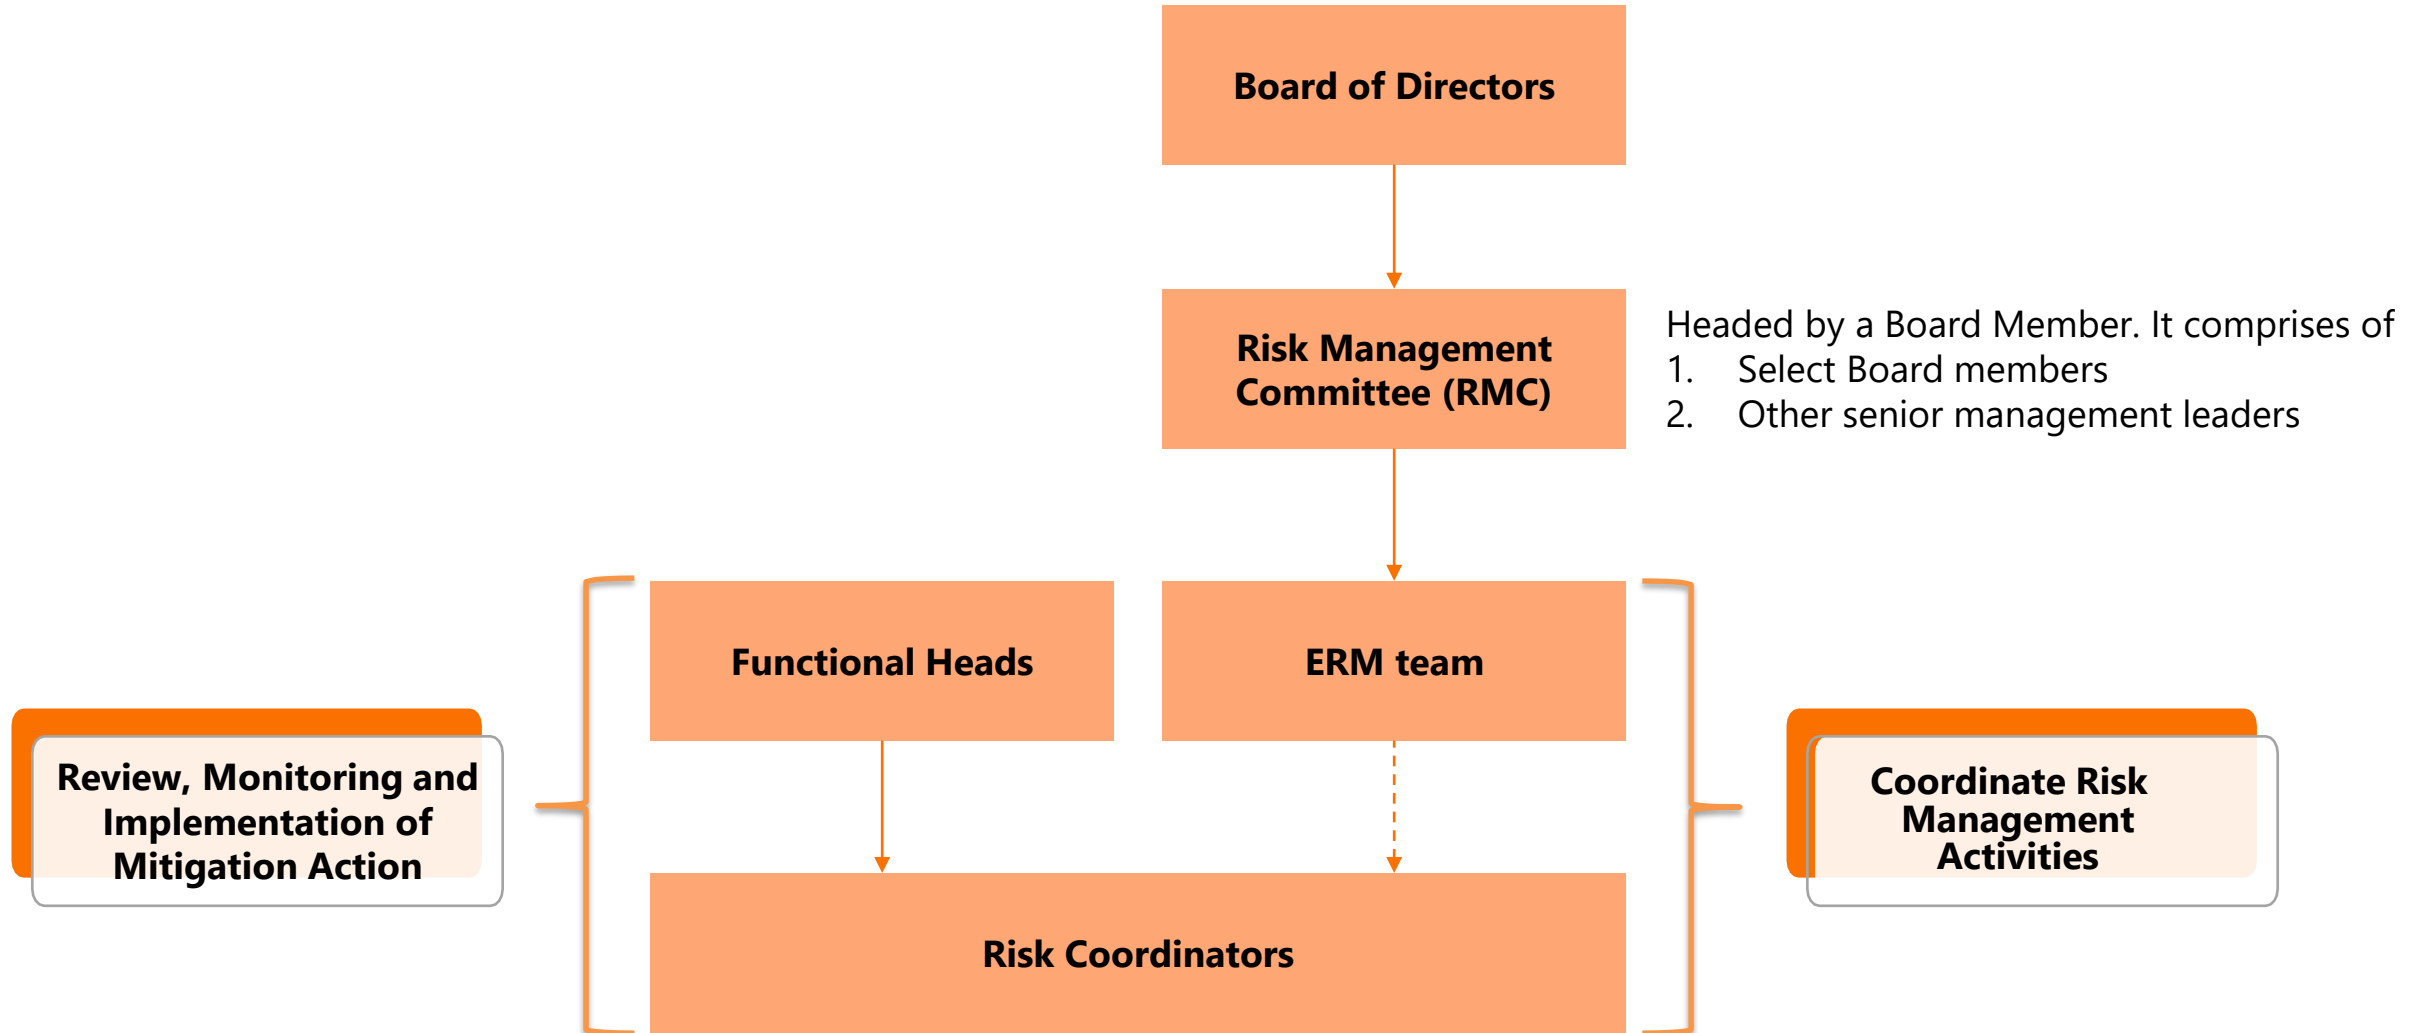 Board of Directors
Risk Management
Committee (RMC)
Headed by a Board Member. It comprises of
1. Select Board members
2. Other senior management leaders
Functional Heads
ERM team
Review, Monitoring and
Implementation of
Mitigation Action
Coordinate Risk
Management
Activities
Risk Coordinators